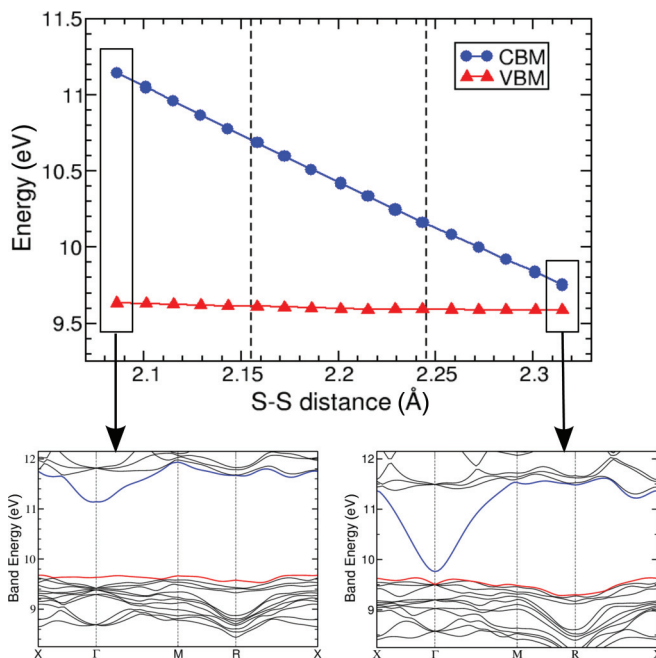 11.5
11
10.5
10
9.5
Energy (eV)
CBM
VBM
2.1
2.15
2.2
2.25
2.3
S-S distance (Å)
12
11
10
9
Band Energy (eV)
X Γ M R X
12
11
10
9
Band Energy (eV)
X Γ M R X